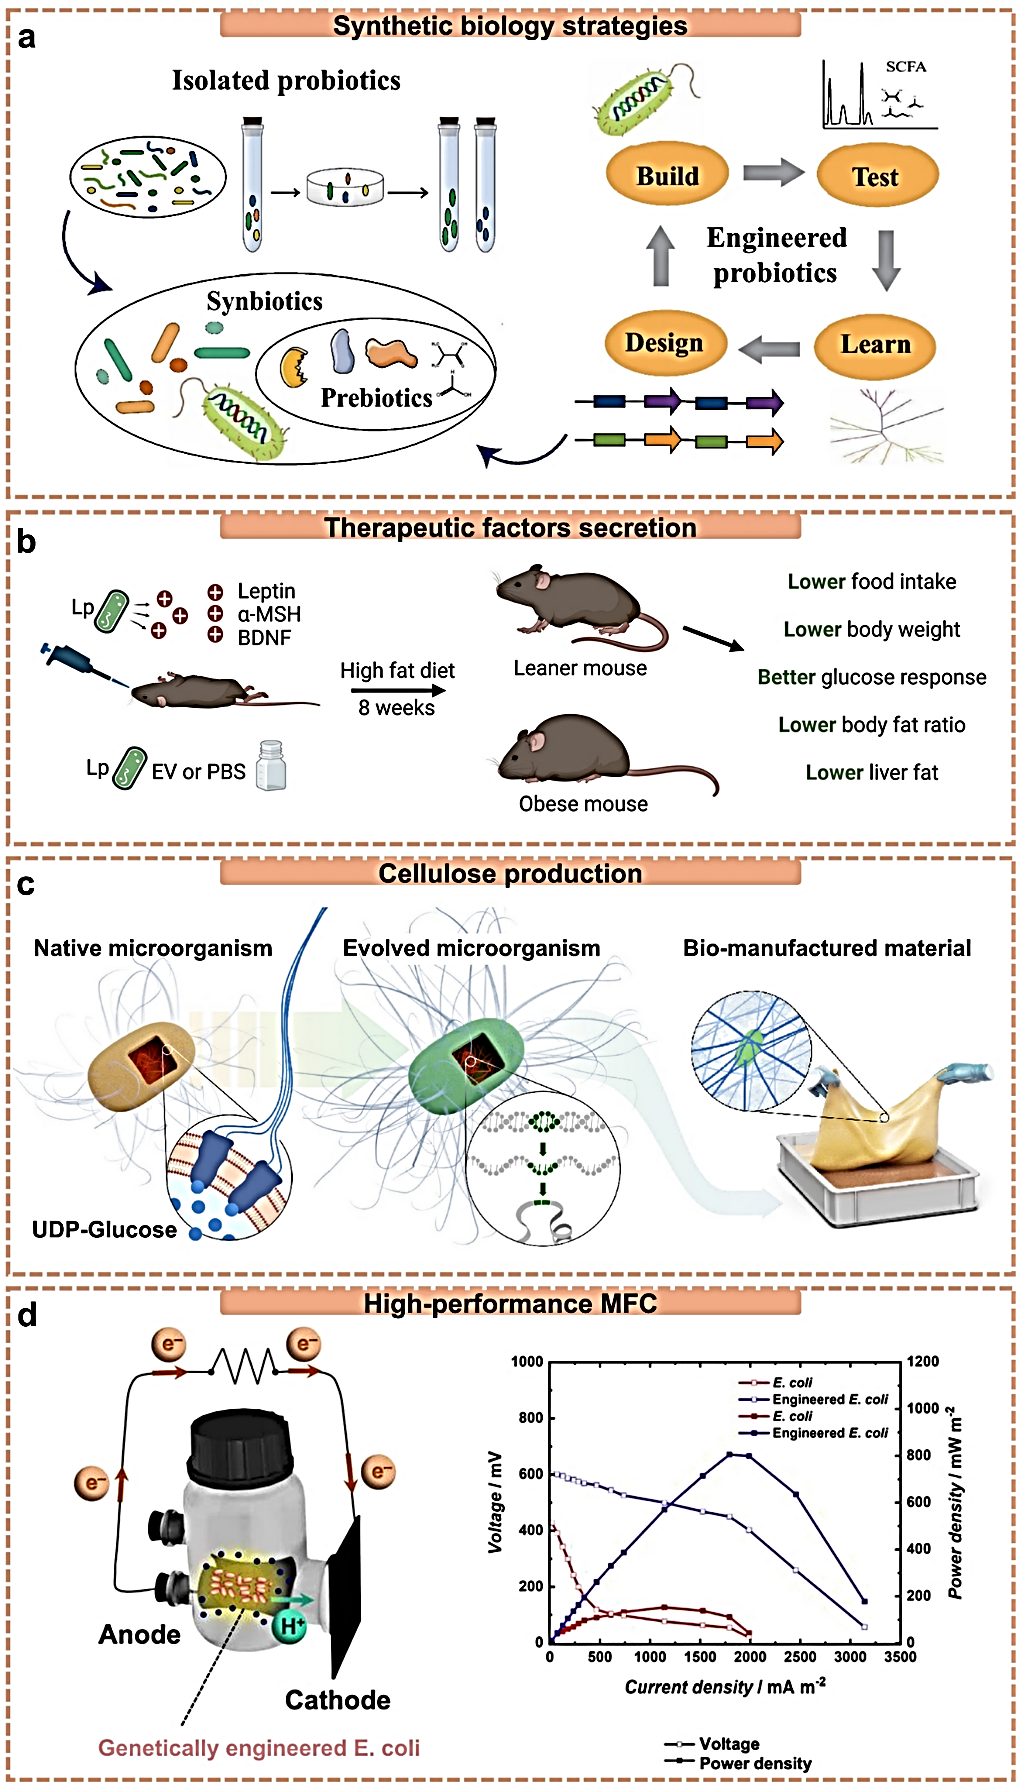 a
Synthetic biology strategies
Isolated probiotics
Synbiotics
Prebiotics
SCFA
Build
Test
Engineered
probiotics
Design
Learn
b
Therapeutic factors secretion
Lp
Leptin
α-MSH
BDNF
Lp
EV or PBS
High fat diet
8 weeks
Leaner mouse
Obese mouse
Lower food intake
Lower body weight
Better glucose response
Lower body fat ratio
Lower liver fat
c
Cellulose production
Native microorganism
Evolved microorganism
Bio-manufactured material
UDP-Glucose
d
High-performance MFC
e⁻
e⁻
e⁻
e⁻
H⁺
Anode
Cathode
Genetically engineered E. coli
Voltage / mV
1000
800
600
400
200
0
E. coli
Engineered E. coli
E. coli
Engineered E. coli
1200
1000
800
600
400
200
0
Power density / mW m⁻²
0 500 1000 1500 2000 2500 3000 3500
Current density / mA m⁻²
Voltage
Power density